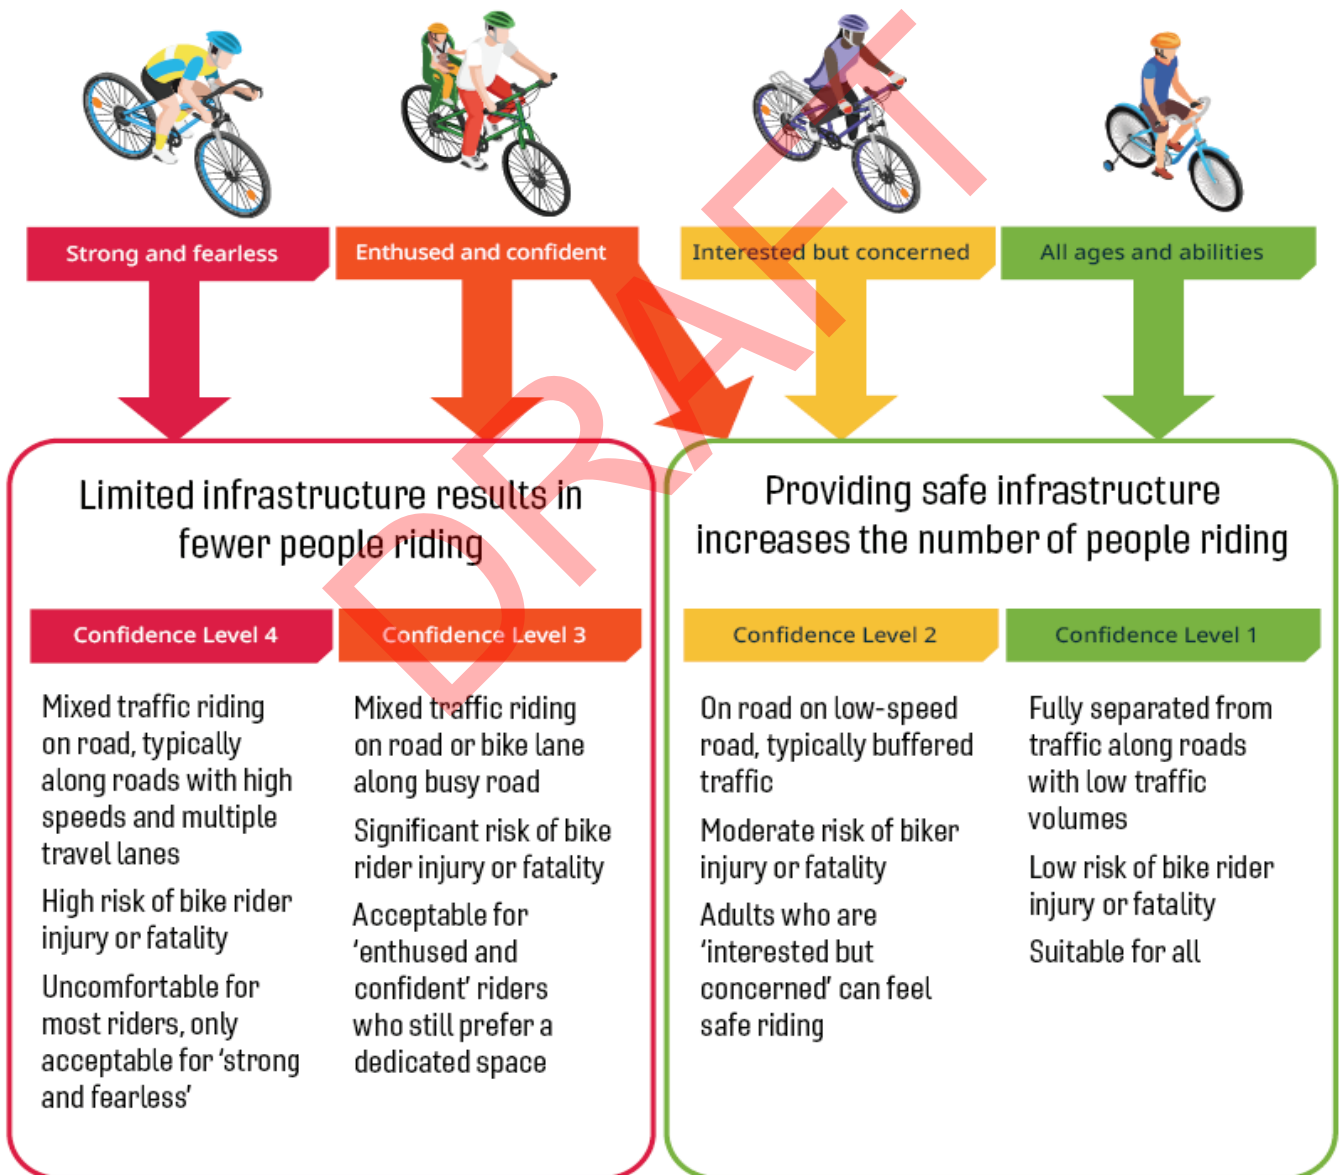 Strong and fearless
Enthused and confident
Interested but concerned
All ages and abilities
Limited infrastructure results in
fewer people riding
Confidence Level 4
Mixed traffic riding
on road, typically
along roads with high
speeds and multiple
travel lanes
High risk of bike rider
injury or fatality
Uncomfortable for
most riders, only
acceptable for ‘strong
and fearless’
Confidence Level 3
Mixed traffic riding
on road or bike lane
along busy road
Significant risk of bike
rider injury or fatality
Acceptable for
‘enthused and
confident’ riders
who still prefer a
dedicated space
Providing safe infrastructure
increases the number of people riding
Confidence Level 2
On road on low-speed
road, typically buffered
traffic
Moderate risk of biker
injury or fatality
Adults who are
‘interested but
concerned’ can feel
safe riding
Confidence Level 1
Fully separated from
traffic along roads
with low traffic
volumes
Low risk of bike rider
injury or fatality
Suitable for all
DRAFT